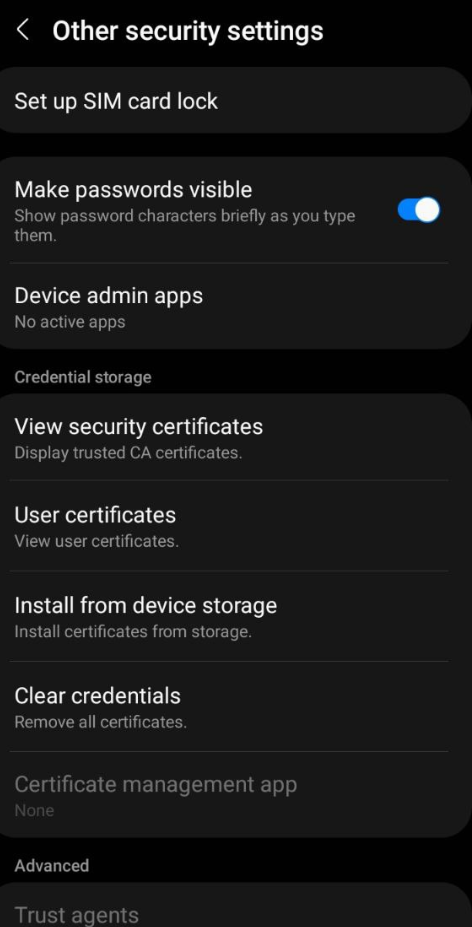 Other security settings
Set up SIM card lock
Make passwords visible
Show password characters briefly as you type
them.
Device admin apps
No active apps
Credential storage
View security certificates
Display trusted CA certificates.
User certificates
View user certificates.
Install from device storage
Install certificates from storage.
Clear credentials
Remove all certificates.
Certificate management app
None
Advanced
Trust agents